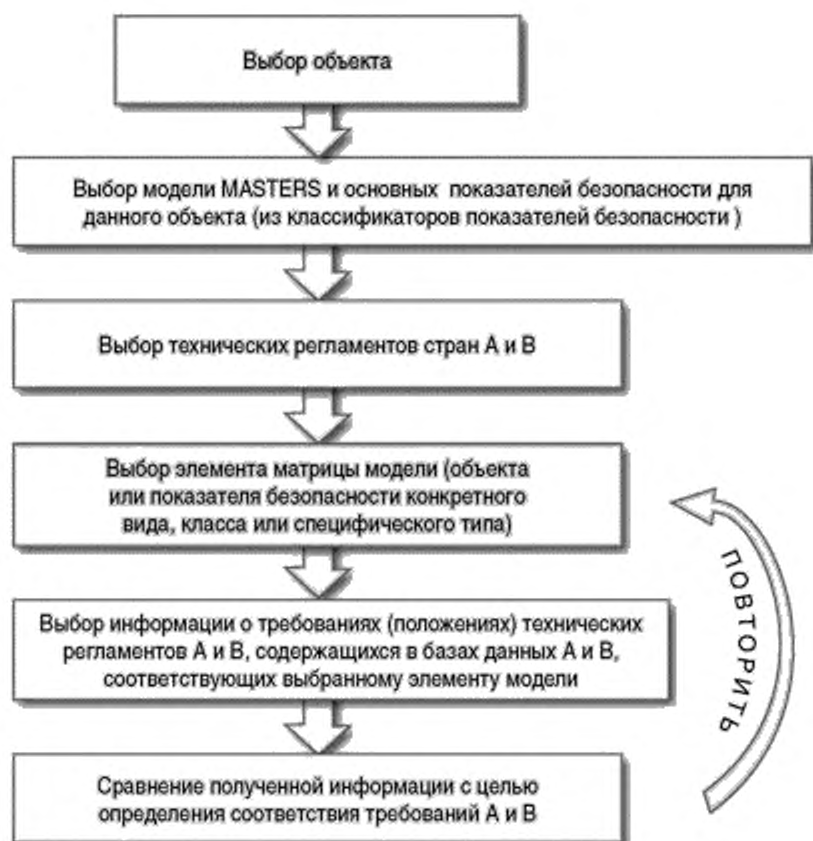 Выбор объекта
Выбор модели MASTERS и основных показателей безопасности для
данного объекта (из классификаторов показателей безопасности )
Выбор технических регламентов стран А и В
Выбор элемента матрицы модели (объекта
или показателя безопасности конкретного
вида, класса или специфического типа)
Выбор информации о требованиях (положениях) технических
регламентов А и В, содержащихся в базах данных А и В,
соответствующих выбранному элементу модели
Сравнение полученной информации с целью
определения соответствия требований А и В
ПОВТОРИТЬ